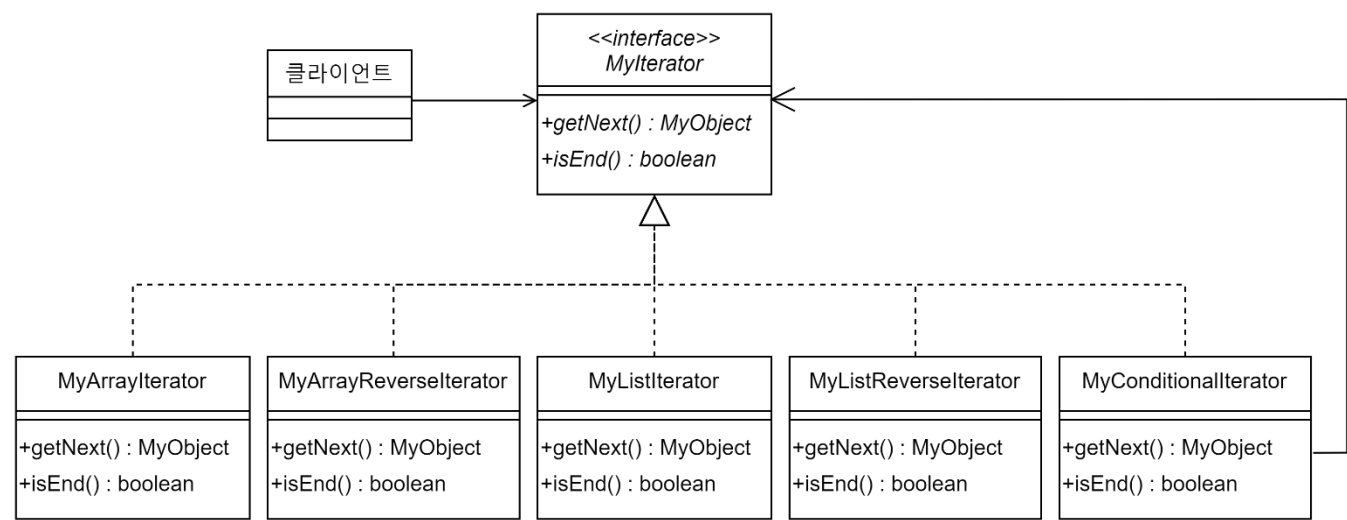 클라이언트
<<interface>>
MyIterator
+getNext() : MyObject
+isEnd() : boolean
MyArrayIterator
+getNext() : MyObject
+isEnd() : boolean
MyArrayReverseIterator
+getNext() : MyObject
+isEnd() : boolean
MyListIterator
+getNext() : MyObject
+isEnd() : boolean
MyListReverseIterator
+getNext() : MyObject
+isEnd() : boolean
MyConditionalIterator
+getNext() : MyObject
+isEnd() : boolean